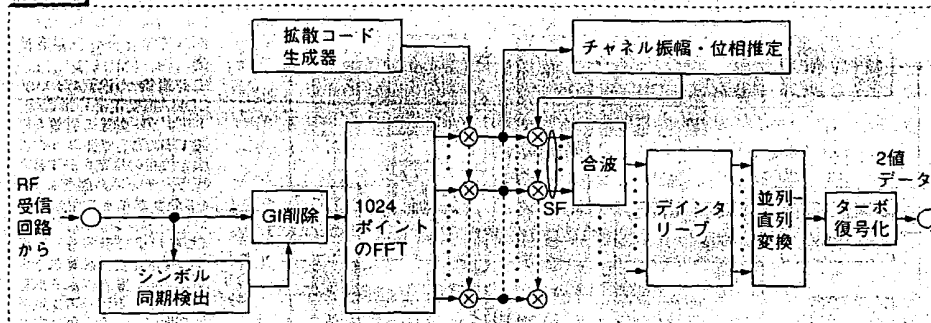 拡散コード
生成器
チャネル振幅・位相推定
RF
受信
回路
から
GI削除
シンボル
同期検出
1024
ポイント
のFFT
SF
合波
デインタ
リーブ
並列-
直列
変換
ターボ
復号化
2値
データ